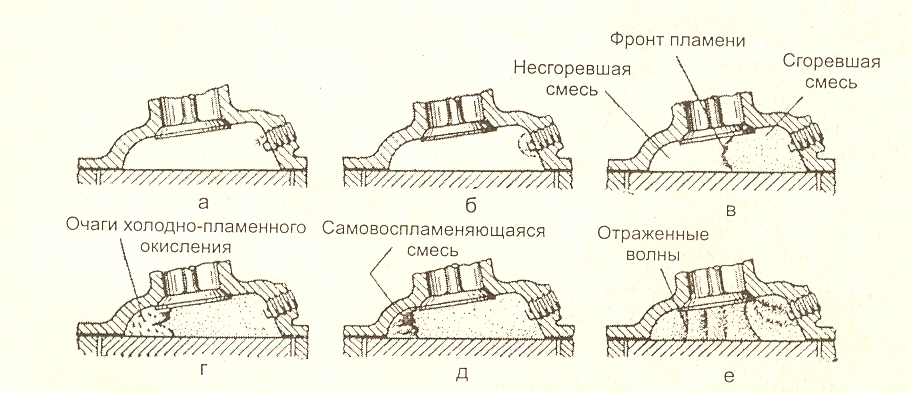 Фронт пламени
Несгоревшая
смесь
Сгоревшая
смесь
а
б
в
Очаги холодно-пламенного
окисления
Самовоспламеняющаяся
смесь
Отраженные
волны
г
д
е